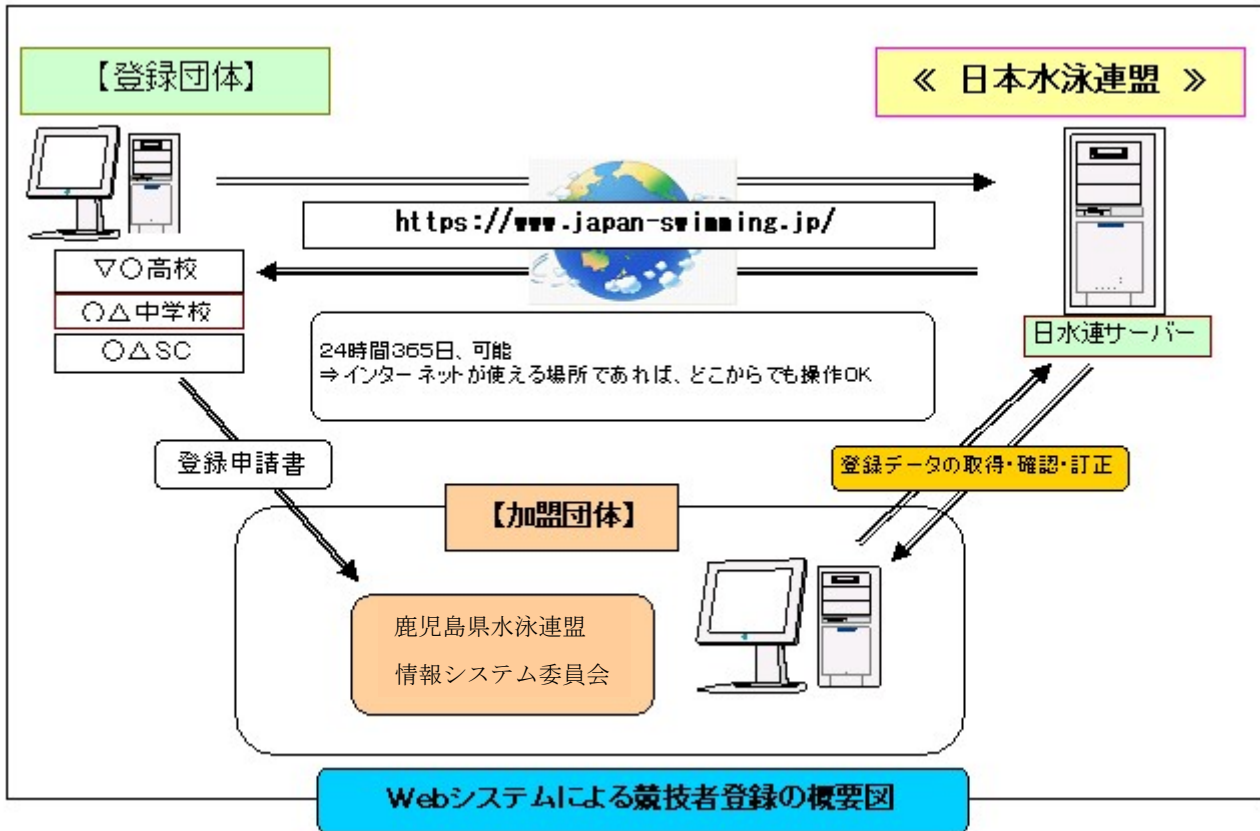 【登録団体】
≪ 日本水泳連盟 ≫
https://www.japan-swimming.jp/
▽○高校
○△中学校
○△SC
日水連サーバー
24時間365日、可能
⇒インターネットが使える場所であれば、どこからでも操作OK
登録申請書
登録データの取得・確認・訂正
【加盟団体】
鹿児島県水泳連盟
情報システム委員会
Webシステムによる競技者登録の概要図